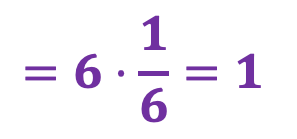 = 6 · 1/6 = 1